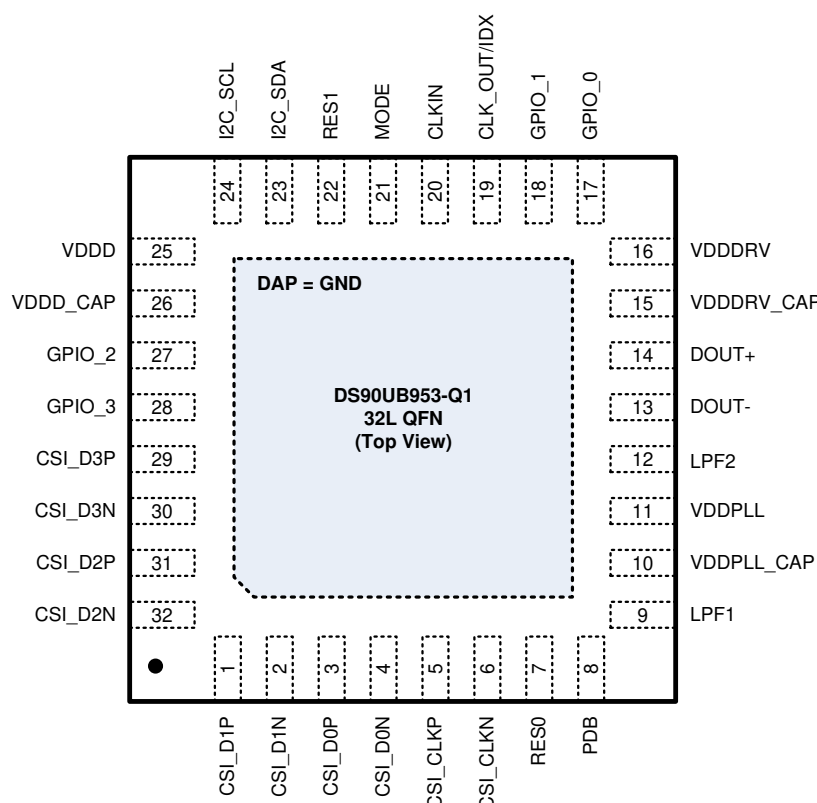 I2C_SCL
I2C_SDA
RES1
MODE
CLKIN
CLK_OUT/IDX
GPIO_1
GPIO_0
24
23
22
21
20
19
18
17
VDDD
25
VDDD_CAP
26
GPIO_2
27
GPIO_3
28
CSI_D3P
29
CSI_D3N
30
CSI_D2P
31
CSI_D2N
32
DAP = GND
DS90UB953-Q1
32L QFN
(Top View)
16
VDDDRV
15
VDDDRV_CAP
14
DOUT+
13
DOUT-
12
LPF2
11
VDDPLL
10
VDDPLL_CAP
9
LPF1
1
2
3
4
5
6
7
8
CSI_D1P
CSI_D1N
CSI_D0P
CSI_D0N
CSI_CLKP
CSI_CLKN
RES0
PDB